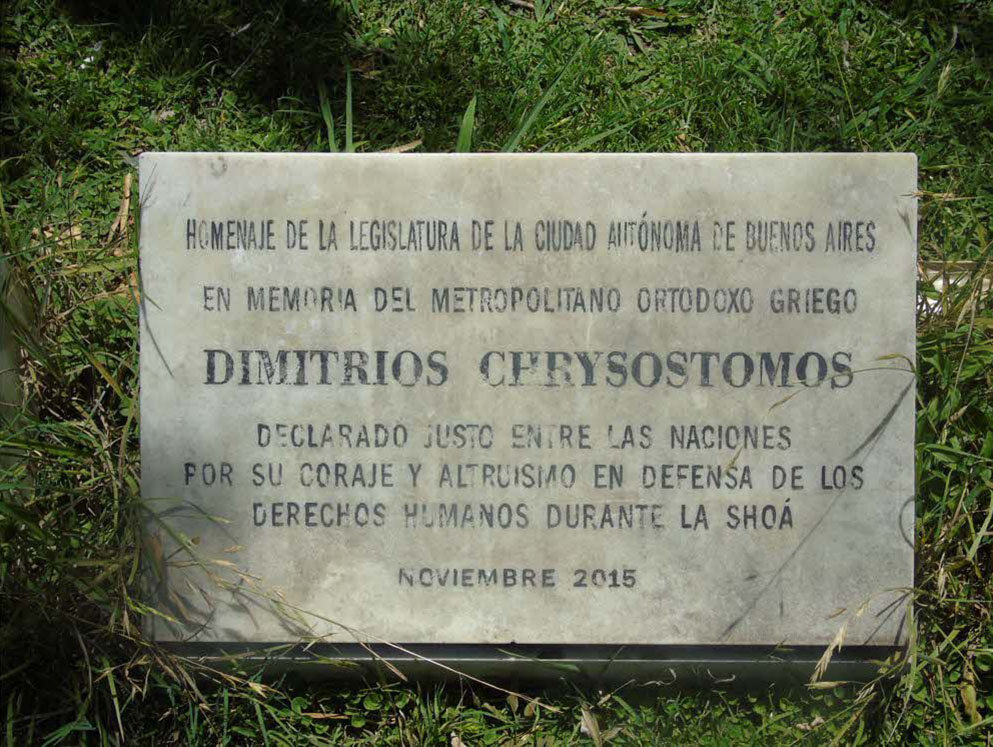 HOMENAJE DE LA LEGISLATURA DE LA CIUDAD AUTÓNOMA DE BUENOS AIRES
EN MEMORIA DEL METROPOLITANO ORTODOXO GRIEGO
DIMITRIOS CHRYSOSTOMOS
DECLARADO JUSTO ENTRE LAS NACIONES
POR SU CORAJE Y ALTRUISMO EN DEFENSA DE LOS
DERECHOS HUMANOS DURANTE LA SHOÁ
NOVIEMBRE 2015